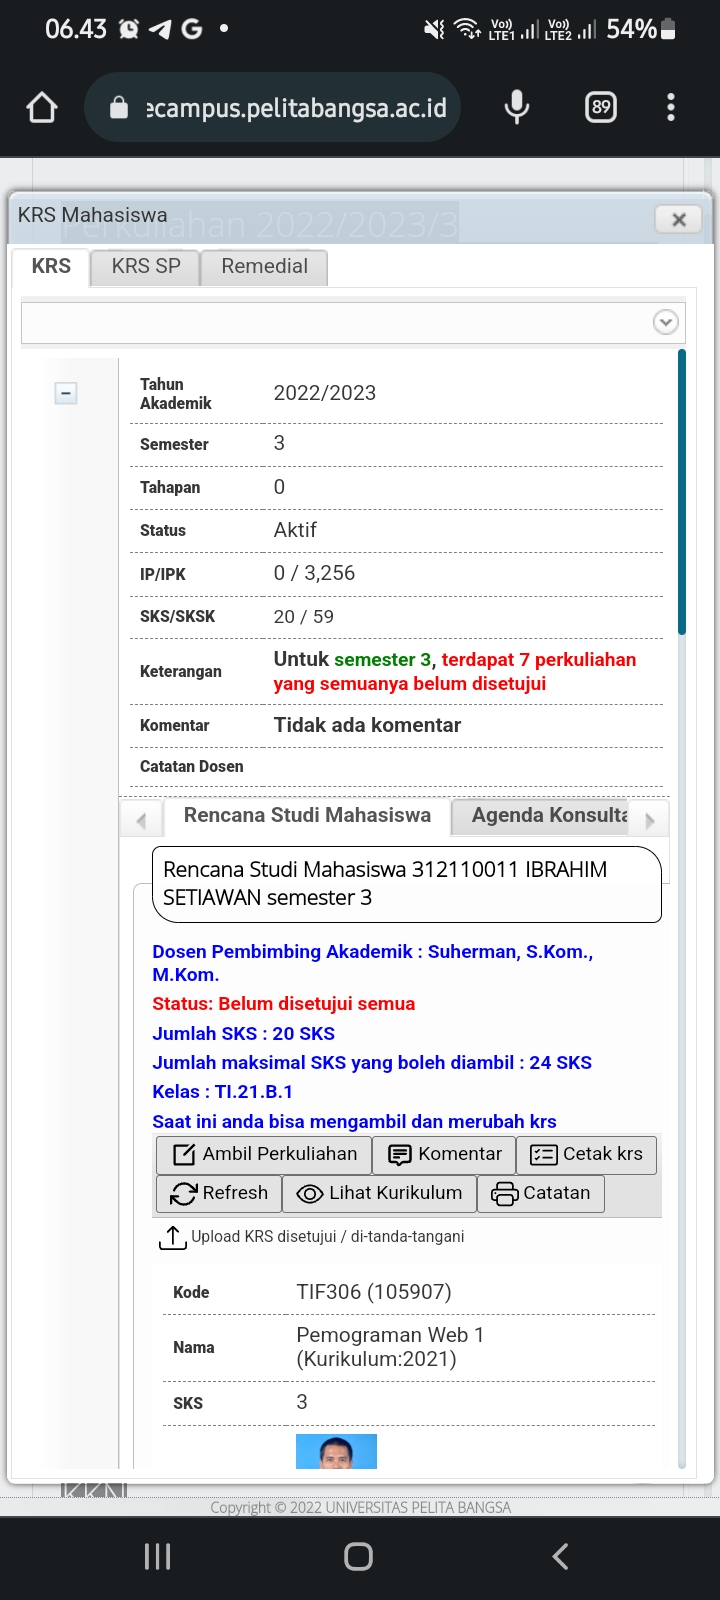 06.43
Vo)) LTE1 Vo)) LTE2 54%
ecampus.pelitabangsa.ac.id
89
Perkuliahan 2022/2023/3
KRS Mahasiswa
KRS KRS SP Remedial
Tahun Akademik 2022/2023
Semester 3
Tahapan 0
Status Aktif
IP/IPK 0 / 3,256
SKS/SKSK 20 / 59
Keterangan Untuk semester 3, terdapat 7 perkuliahan
yang semuanya belum disetujui
Komentar Tidak ada komentar
Catatan Dosen
Rencana Studi Mahasiswa Agenda Konsulta
Rencana Studi Mahasiswa 312110011 IBRAHIM
SETIAWAN semester 3
Dosen Pembimbing Akademik : Suherman, S.Kom.,
M.Kom.
Status: Belum disetujui semua
Jumlah SKS : 20 SKS
Jumlah maksimal SKS yang boleh diambil : 24 SKS
Kelas : TI.21.B.1
Saat ini anda bisa mengambil dan merubah krs
Ambil Perkuliahan Komentar Cetak krs
Refresh Lihat Kurikulum Catatan
Upload KRS disetujui / di-tanda-tangani
Kode TIF306 (105907)
Nama Pemograman Web 1
(Kurikulum:2021)
SKS 3
Copyright © 2022 UNIVERSITAS PELITA BANGSA